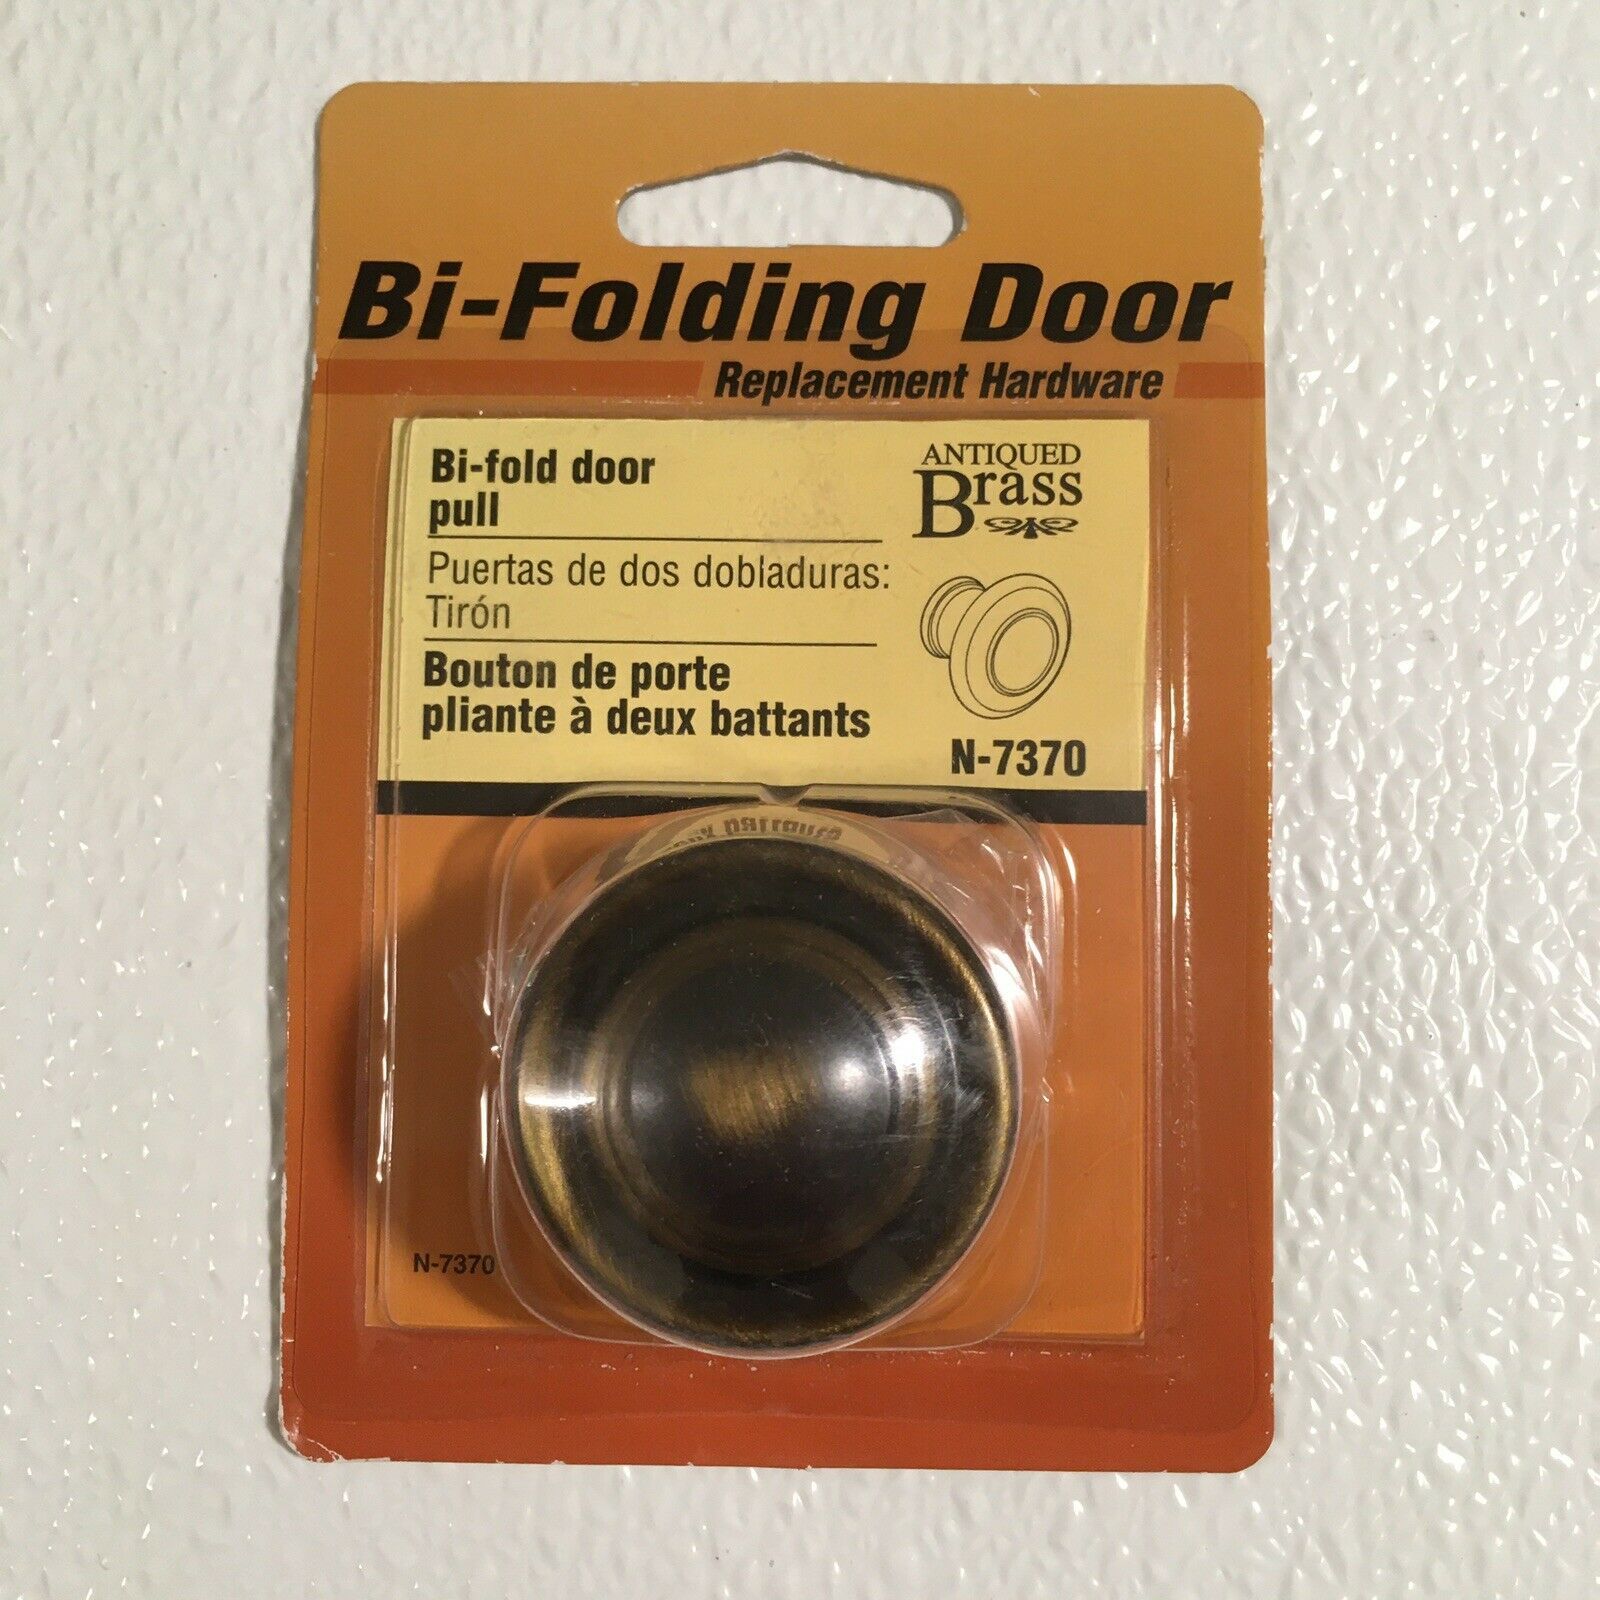 Bi-Folding Door
Replacement Hardware
Bi-fold door
pull
Puertas de dos dobladuras:
Tirón
Bouton de porte
pliante à deux battants
ANTIQUED
Brass
N-7370
N-7370